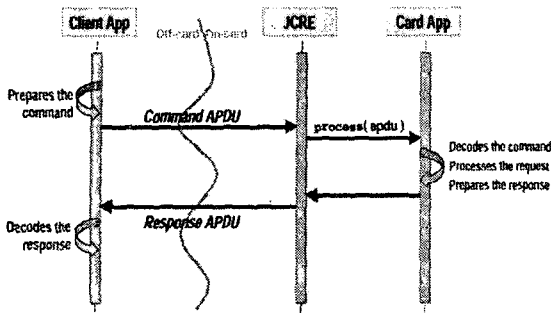 Client App
Off-card
On-card
JCRE
Card App
Prepares the
command
Command APDU
process(apdu)
Decodes the command
Processes the request
Prepares the response
Response APDU
Decodes the
response